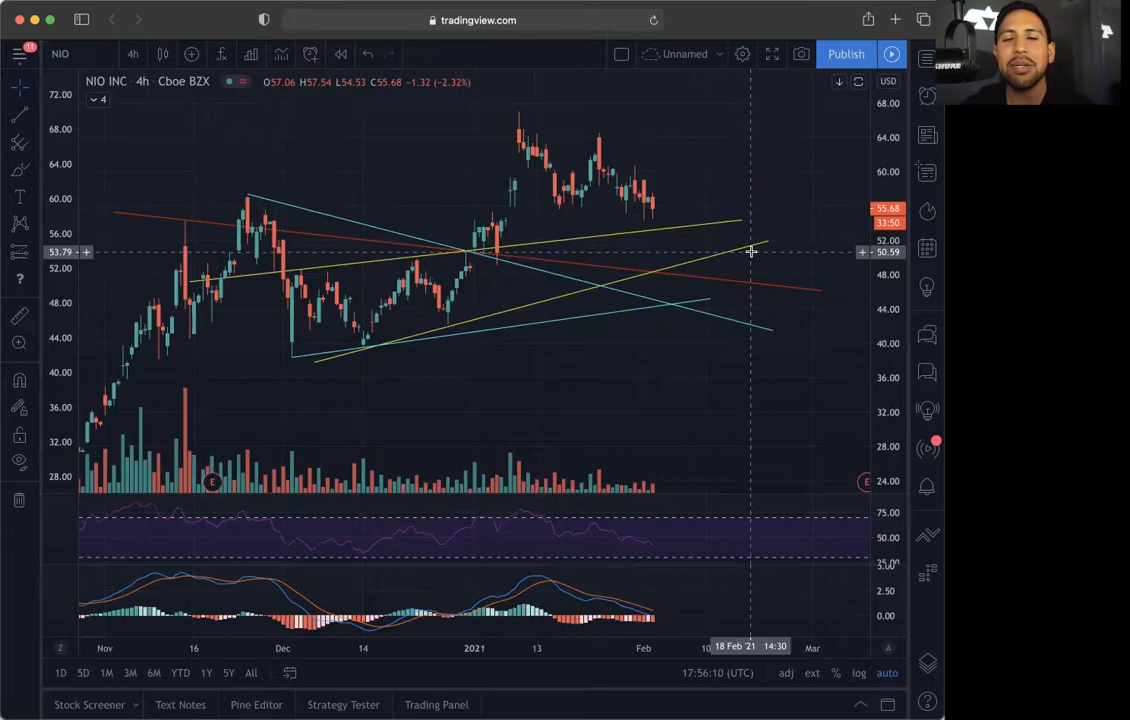 tradingview.com
11
NIO
4h
Unnamed
Publish
NIO INC · 4h · Cboe BZX
O57.06 H57.54 L54.53 C55.68 −1.32 (−2.32%)
USD
4
72.00
68.00
64.00
60.00
56.00
52.00
48.00
44.00
40.00
36.00
32.00
28.00
53.79
68.00
64.00
60.00
55.68
33:50
52.00
50.59
48.00
44.00
40.00
36.00
32.00
28.00
24.00
E
E
75.00
50.00
2.50
0.00
Z
Nov
16
Dec
14
2021
13
Feb
18 Feb '21 14:30
Mar
A
1D
5D
1M
3M
6M
YTD
1Y
5Y
All
17:56:10 (UTC)
adj
ext
%
log
auto
Stock Screener
Text Notes
Pine Editor
Strategy Tester
Trading Panel
SHURE